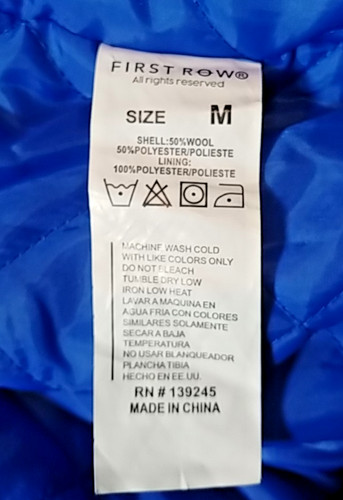 FIRST ROW®
All rights reserved
SIZE M
SHELL:50%WOOL
50%POLYESTER/POLIESTE
LINING:
100%POLYESTER/POLIESTE
MACHINE WASH COLD
WITH LIKE COLORS ONLY
DO NOT BLEACH
TUMBLE DRY LOW
IRON LOW HEAT
LAVAR A MAQUINA EN
AGUA FRIA CON COLORES
SIMILARES SOLAMENTE
SECAR A BAJA
TEMPERATURA
NO USAR BLANQUEADOR
PLANCHA TIBIA
HECHO EN EE.UU.
RN # 139245
MADE IN CHINA